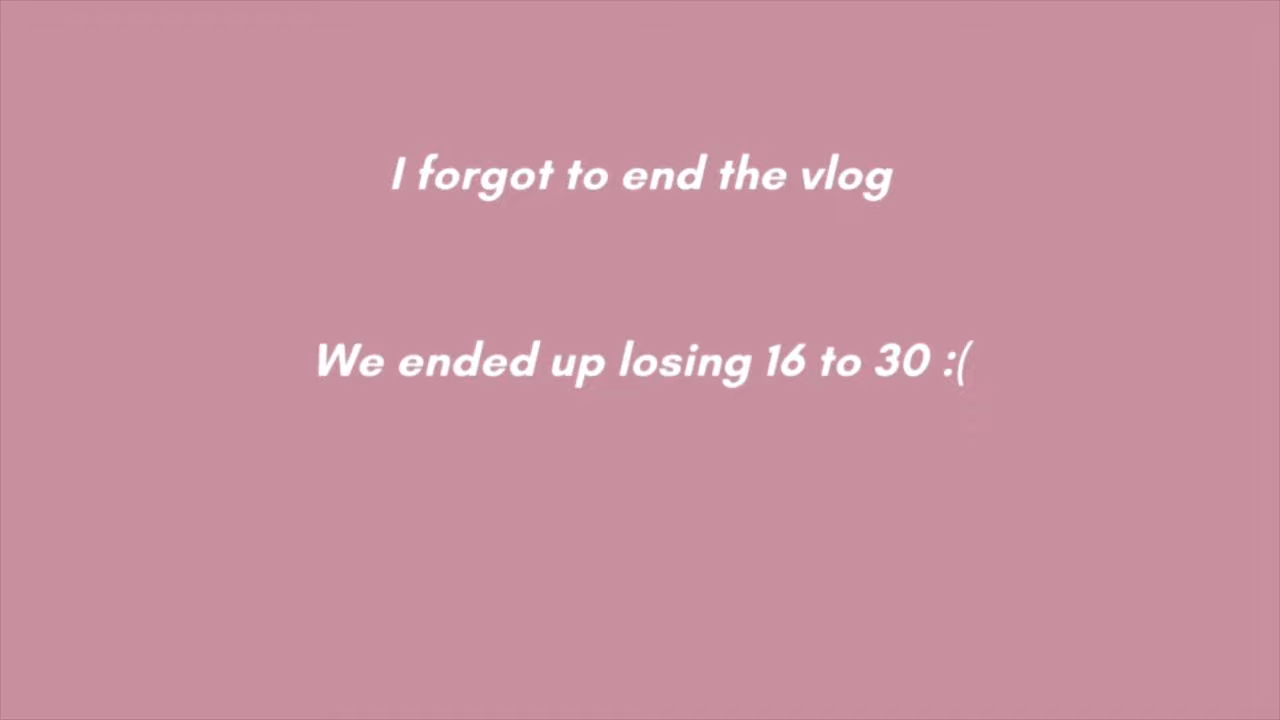 I forgot to end the vlog
We ended up losing 16 to 30 :(